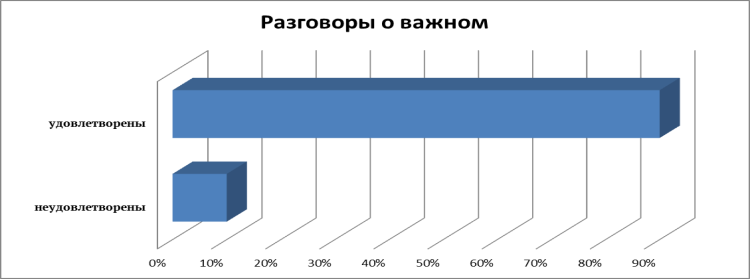 Разговоры о важном
удовлетворены
неудовлетворены
0% 10% 20% 30% 40% 50% 60% 70% 80% 90%